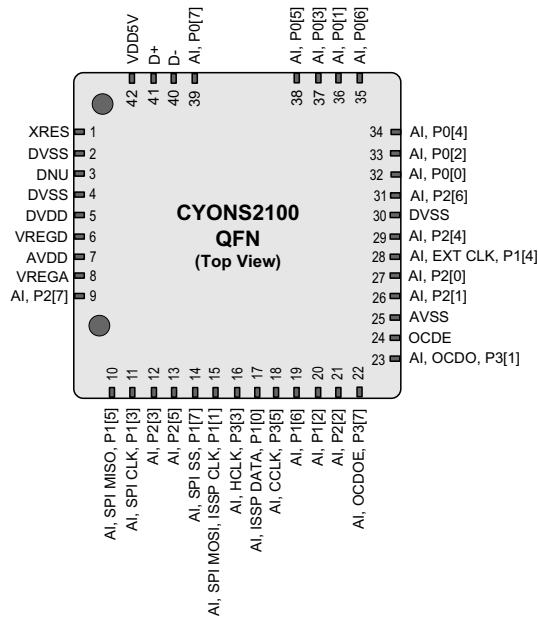 VDD5V
D+
D-
AI, P0[7]
AI, P0[5]
AI, P0[3]
AI, P0[1]
AI, P0[6]
42
41
40
39
38
37
36
35
XRES 1
DVSS 2
DNU 3
DVSS 4
DVDD 5
VREGD 6
AVDD 7
VREGA 8
AI, P2[7] 9
CYONS2100
QFN
(Top View)
34 AI, P0[4]
33 AI, P0[2]
32 AI, P0[0]
31 AI, P2[6]
30 DVSS
29 AI, P2[4]
28 AI, EXT CLK, P1[4]
27 AI, P2[0]
26 AI, P2[1]
25 AVSS
24 OCDE
23 AI, OCDO, P3[1]
10
11
12
13
14
15
16
17
18
19
20
21
22
AI, SPI MISO, P1[5]
AI, SPI CLK, P1[3]
AI, P2[3]
AI, P2[5]
AI, SPI SS, P1[7]
AI, SPI MOSI, ISSP CLK, P1[1]
AI, HCLK, P3[3]
AI, ISSP DATA, P1[0]
AI, CCLK, P3[5]
AI, P1[6]
AI, P1[2]
AI, P2[2]
AI, OCDOE, P3[7]